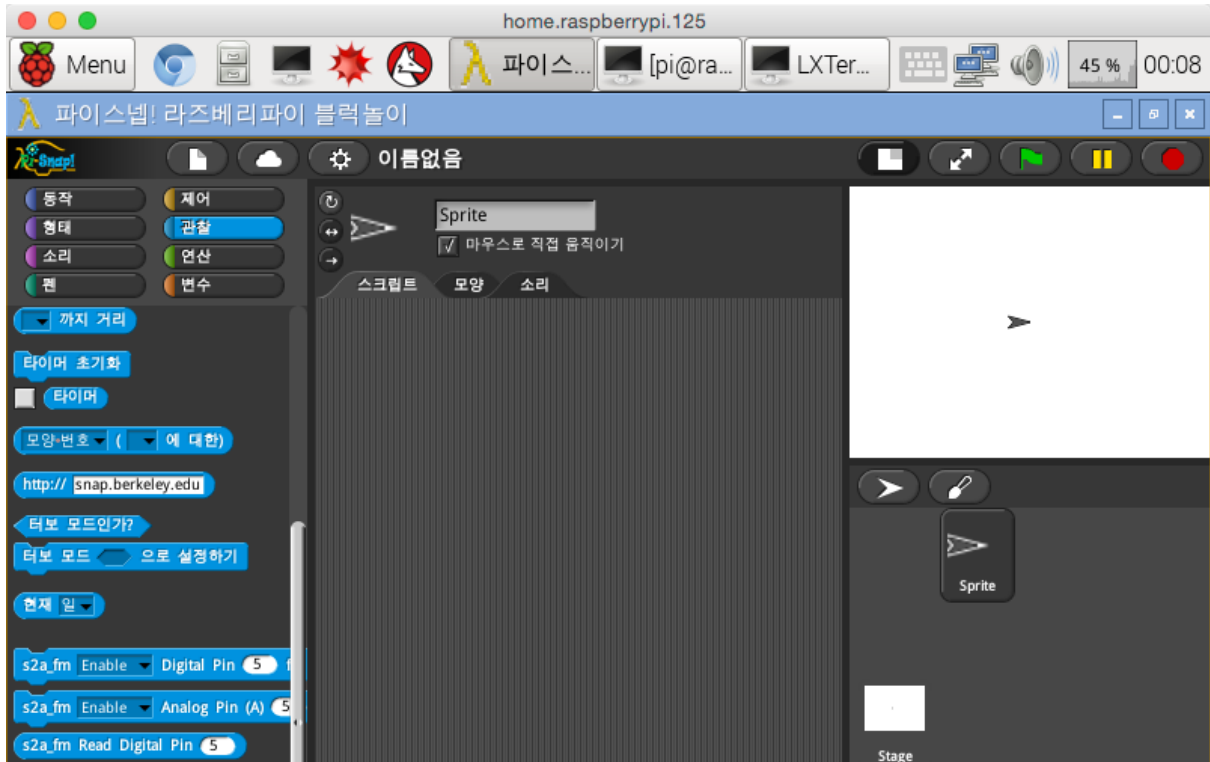 home.raspberrypi.125
Menu 파이스... [pi@ra... LXTer... 45 % 00:08
파이스넵! 라즈베리파이 블럭놀이
이름없음
동작 제어
형태 관찰
소리 연산
펜 변수
Sprite
마우스로 직접 움직이기
스크립트 모양 소리
까지 거리
타이머 초기화
타이머
모양-번호 ( 에 대한)
http:// snap.berkeley.edu
터보 모드인가?
터보 모드 으로 설정하기
현재 일
s2a_fm Enable Digital Pin 5
s2a_fm Enable Analog Pin (A) 5
s2a_fm Read Digital Pin 5
Sprite
Stage